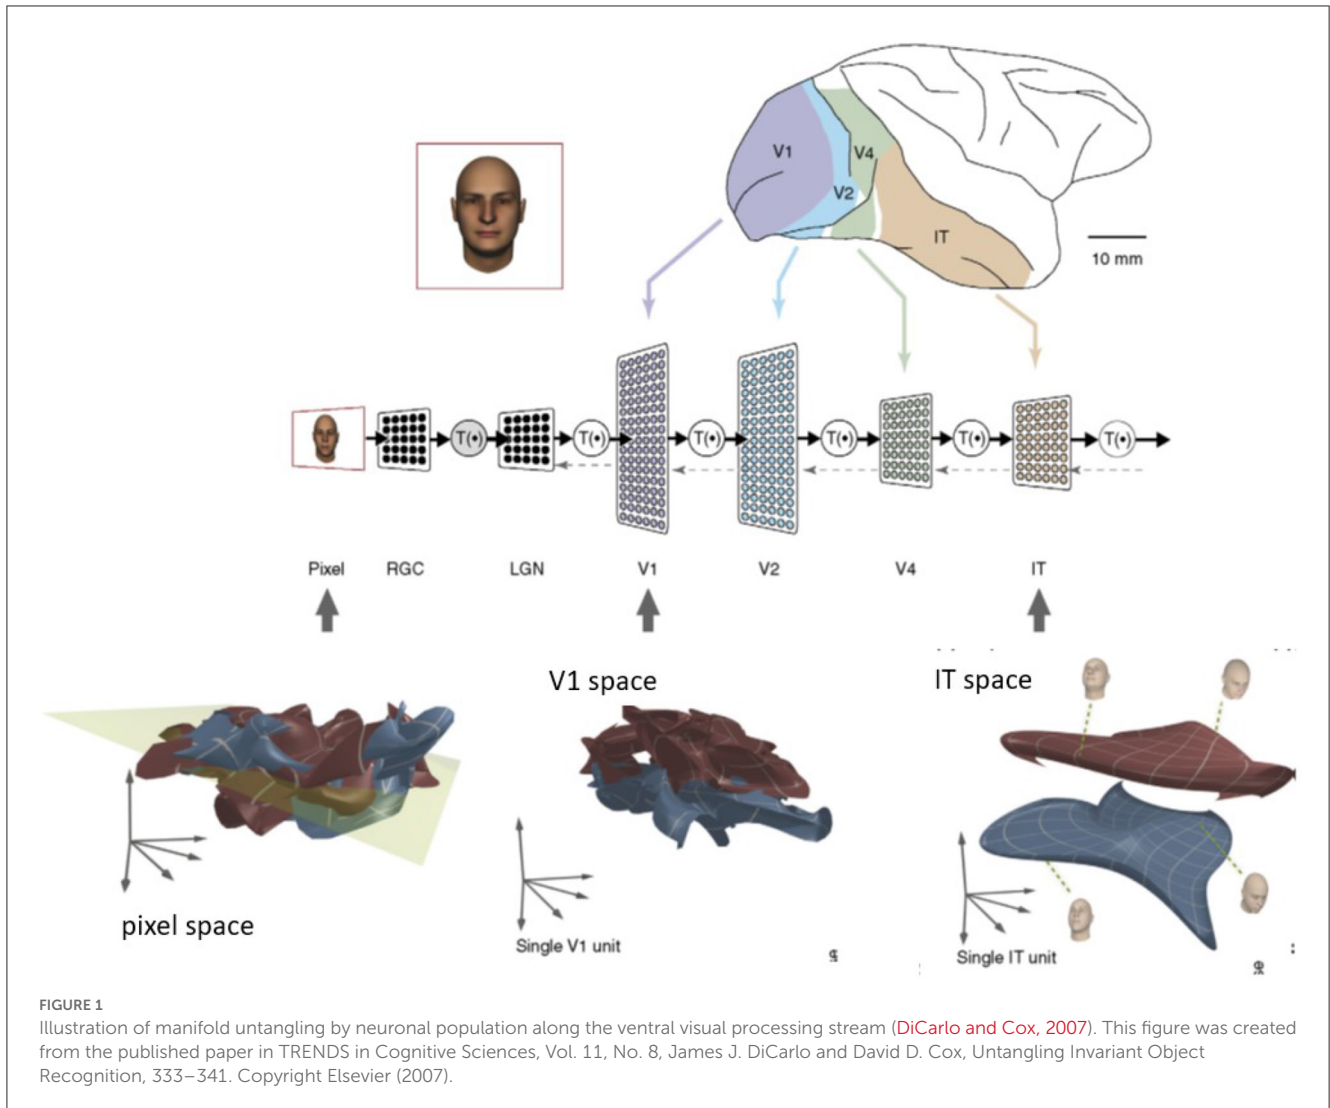 V1
V2
V4
IT
10 mm
T(•) T(•) T(•) T(•) T(•) T(•)
Pixel RGC LGN V1 V2 V4 IT
pixel space
V1 space
Single V1 unit
IT space
Single IT unit
FIGURE 1
Illustration of manifold untangling by neuronal population along the ventral visual processing stream (DiCarlo and Cox, 2007). This figure was created
from the published paper in TRENDS in Cognitive Sciences, Vol. 11, No. 8, James J. DiCarlo and David D. Cox, Untangling Invariant Object
Recognition, 333–341. Copyright Elsevier (2007).